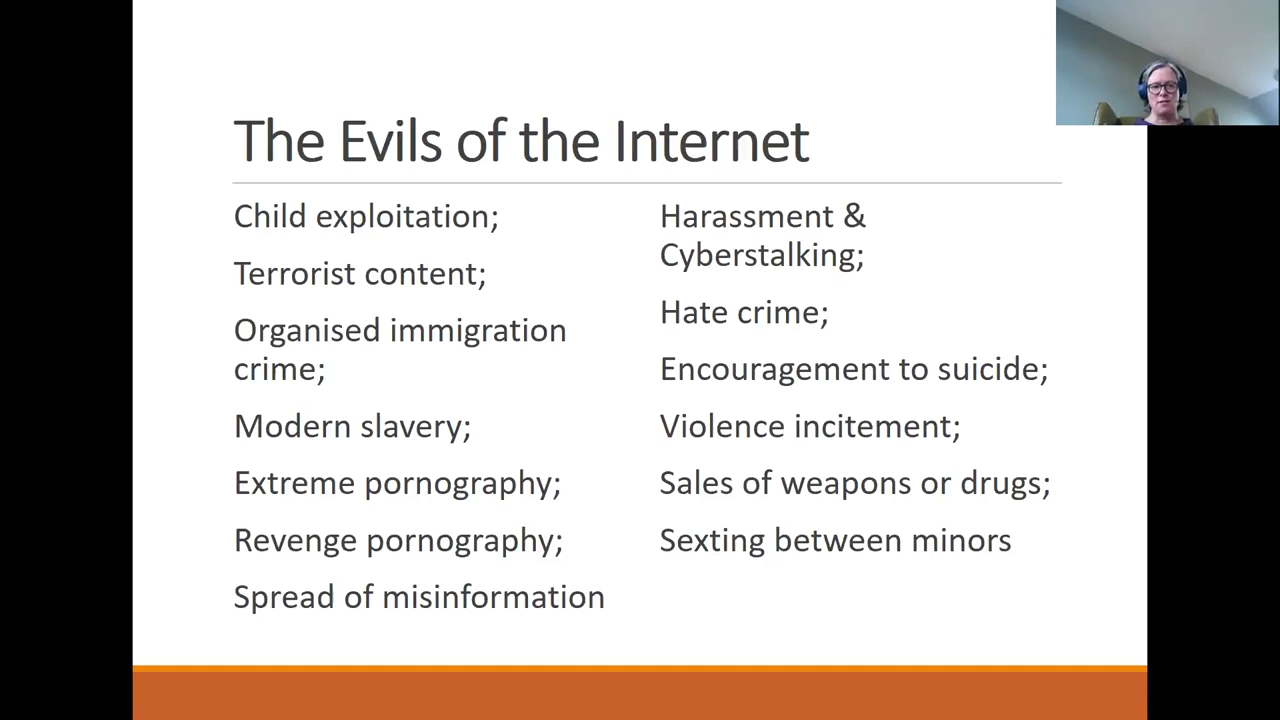 The Evils of the Internet
Child exploitation;
Terrorist content;
Organised immigration
crime;
Modern slavery;
Extreme pornography;
Revenge pornography;
Spread of misinformation
Harassment &
Cyberstalking;
Hate crime;
Encouragement to suicide;
Violence incitement;
Sales of weapons or drugs;
Sexting between minors